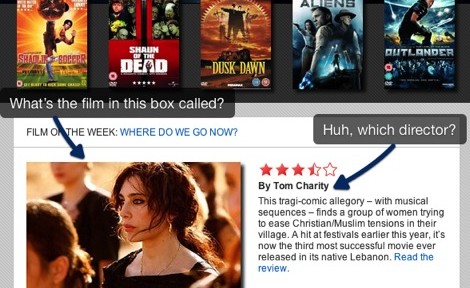 SHAOLIN SOCCER
SHAUN
OF THE
DEAD
DUSK DAWN
ALIENS
OUTLANDER
What's the film in this box called?
FILM OF THE WEEK: WHERE DO WE GO NOW?
Huh, which director?
By Tom Charity
This tragi-comic allegory – with musical
sequences – finds a group of women trying
to ease Christian/Muslim tensions in their
village. A hit at festivals earlier this year, it's
now the third most successful movie ever
released in its native Lebanon. Read the
review.